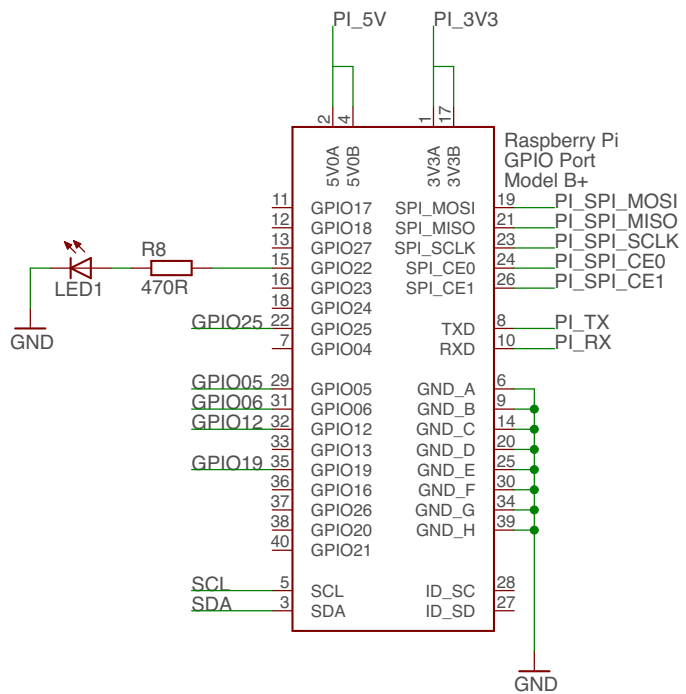 PI_5V PI_3V3
2 4 1 17
5V0A 5V0B 3V3A 3V3B
Raspberry Pi
GPIO Port
Model B+
11 GPIO17 SPI_MOSI 19 PI_SPI_MOSI
12 GPIO18 SPI_MISO 21 PI_SPI_MISO
13 GPIO27 SPI_SCLK 23 PI_SPI_SCLK
R8
15 GPIO22 SPI_CE0 24 PI_SPI_CE0
LED1 470R 16 GPIO23 SPI_CE1 26 PI_SPI_CE1
18 GPIO24
GPIO25 22 GPIO25 TXD 8 PI_TX
GND 7 GPIO04 RXD 10 PI_RX
GPIO05 29 GPIO05 GND_A 6
GPIO06 31 GPIO06 GND_B 9
GPIO12 32 GPIO12 GND_C 14
33 GPIO13 GND_D 20
GPIO19 35 GPIO19 GND_E 25
36 GPIO16 GND_F 30
37 GPIO26 GND_G 34
38 GPIO20 GND_H 39
40 GPIO21
SCL 5 SCL ID_SC 28
SDA 3 SDA ID_SD 27
GND